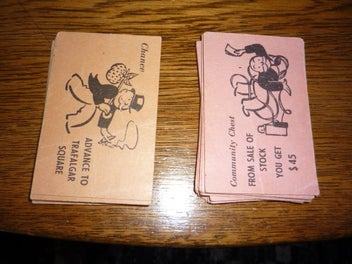 Chance
ADVANCE TO
TRAFALGAR
SQUARE
Community Chest
FROM SALE OF
STOCK
YOU GET
$45